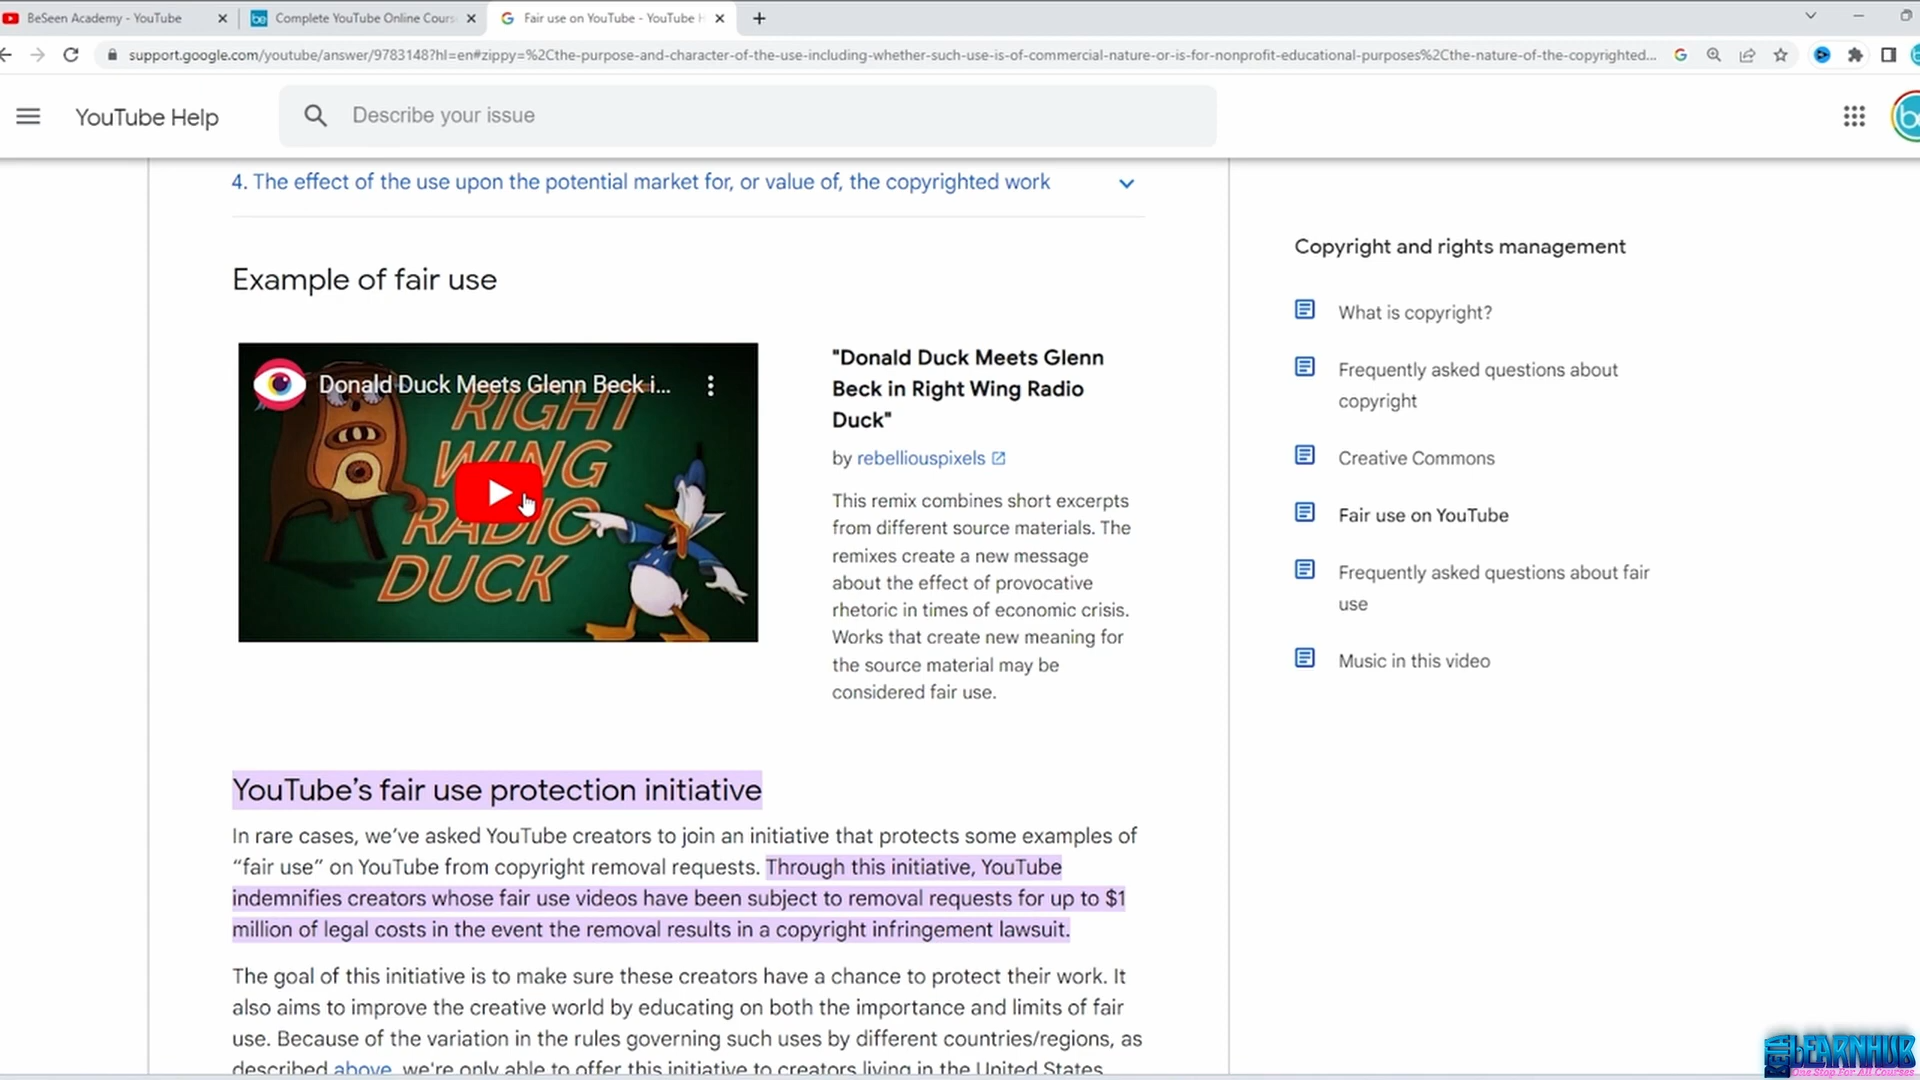 BeSeen Academy - YouTube
be Complete YouTube Online Cours
Fair use on YouTube - YouTube H
support.google.com/youtube/answer/9783148?hl=en#zippy=%2Cthe-purpose-and-character-of-the-use-including-whether-such-use-is-of-commercial-nature-or-is-for-nonprofit-educational-purposes%2Cthe-nature-of-the-copyrighted...
YouTube Help
Describe your issue
4. The effect of the use upon the potential market for, or value of, the copyrighted work
Example of fair use
Donald Duck Meets Glenn Beck i...
RIGHT
WING
RADIO
DUCK
"Donald Duck Meets Glenn
Beck in Right Wing Radio
Duck"
by rebelliouspixels
This remix combines short excerpts
from different source materials. The
remixes create a new message
about the effect of provocative
rhetoric in times of economic crisis.
Works that create new meaning for
the source material may be
considered fair use.
YouTube’s fair use protection initiative
In rare cases, we’ve asked YouTube creators to join an initiative that protects some examples of
“fair use” on YouTube from copyright removal requests. Through this initiative, YouTube
indemnifies creators whose fair use videos have been subject to removal requests for up to $1
million of legal costs in the event the removal results in a copyright infringement lawsuit.
The goal of this initiative is to make sure these creators have a chance to protect their work. It
also aims to improve the creative world by educating on both the importance and limits of fair
use. Because of the variation in the rules governing such uses by different countries/regions, as
described above, we're only able to offer this initiative to creators living in the United States
Copyright and rights management
What is copyright?
Frequently asked questions about
copyright
Creative Commons
Fair use on YouTube
Frequently asked questions about fair
use
Music in this video
One Stop For All Courses